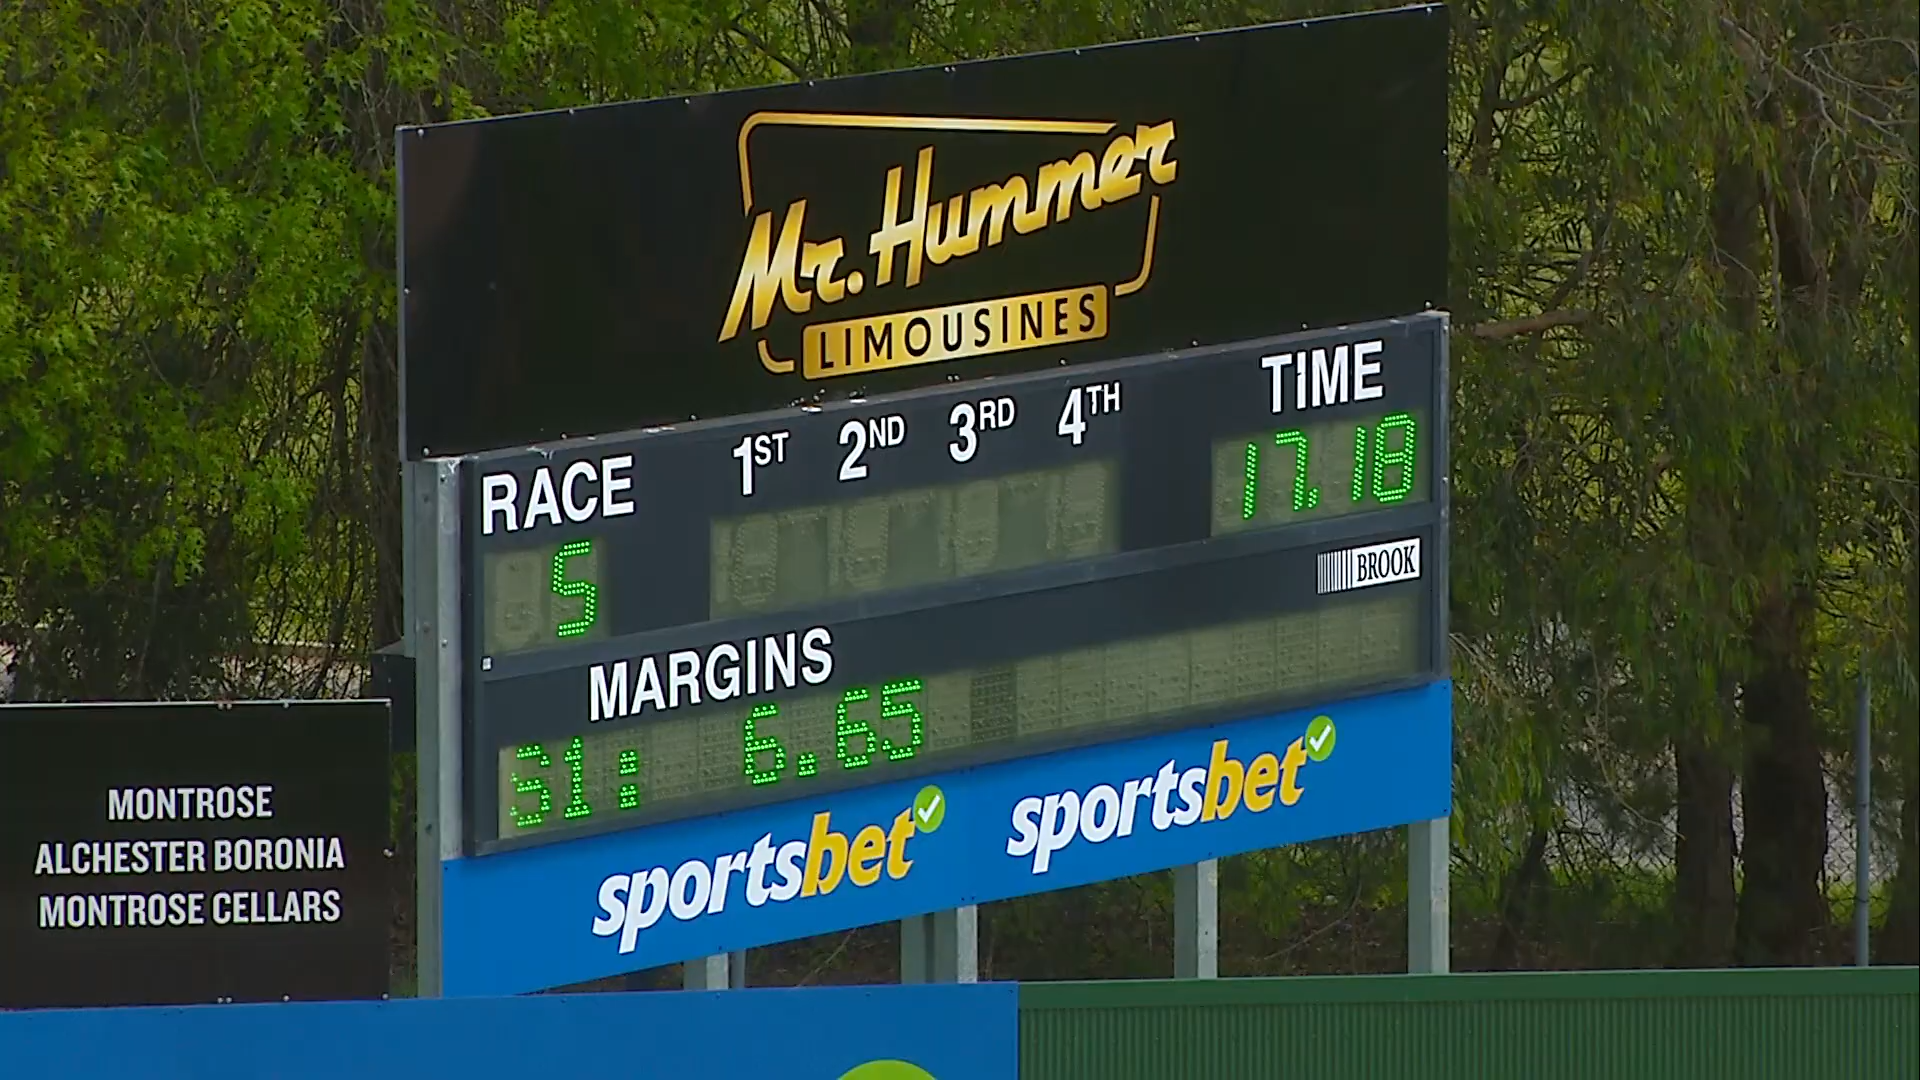 Mr. Hummer
LIMOUSINES
RACE 1ST 2ND 3RD 4TH TIME
5 17.18
BROOK
MARGINS
S1: 6.65
sportsbet sportsbet
MONTROSE
ALCHESTER BORONIA
MONTROSE CELLARS